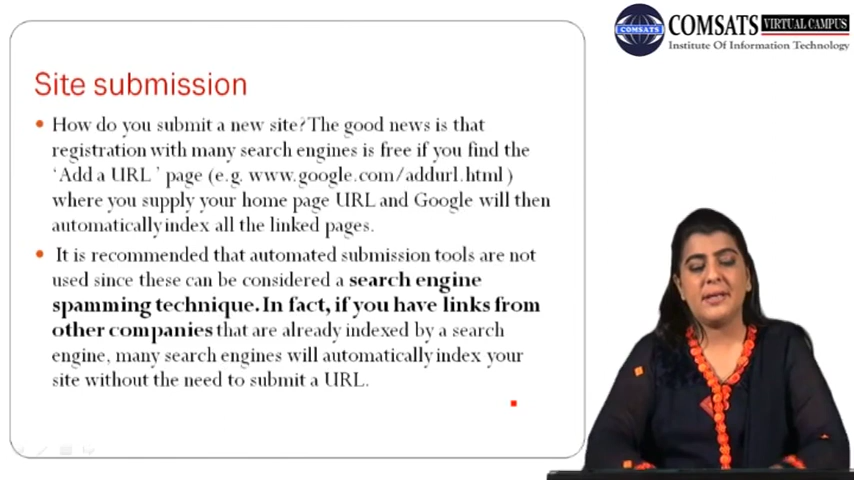 COMSATS
COMSATS VIRTUAL CAMPUS
Institute Of Information Technology
Site submission
• How do you submit a new site? The good news is that
registration with many search engines is free if you find the
‘Add a URL ’ page (e.g. www.google.com/addurl.html )
where you supply your home page URL and Google will then
automatically index all the linked pages.
• It is recommended that automated submission tools are not
used since these can be considered a search engine
spamming technique. In fact, if you have links from
other companies that are already indexed by a search
engine, many search engines will automatically index your
site without the need to submit a URL.